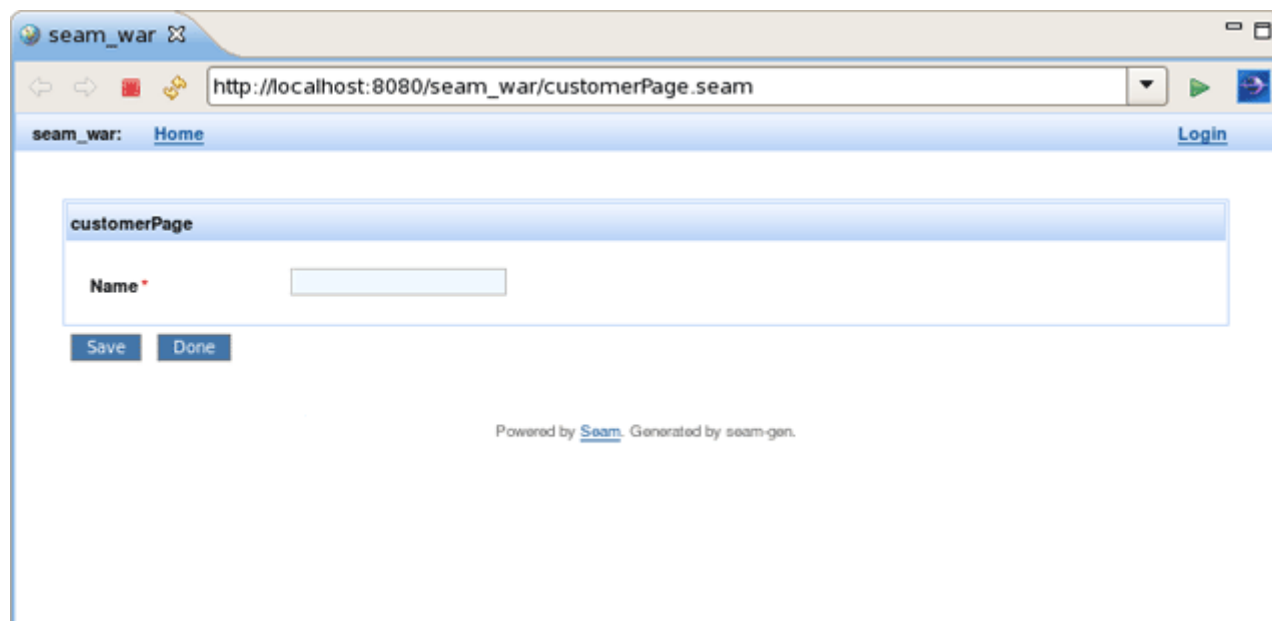 seam_war
http://localhost:8080/seam_war/customerPage.seam
seam_war: Home Login
customerPage
Name*
Save Done
Powered by Seam. Generated by seam-gen.